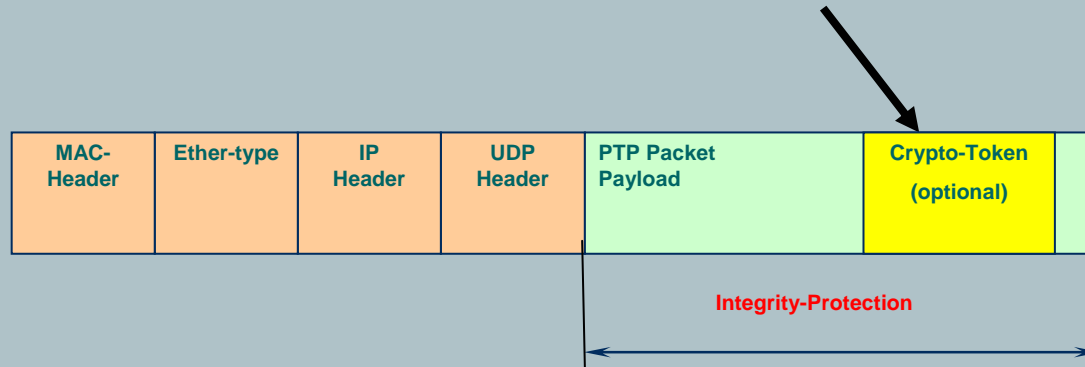 MAC-
Header
Ether-type
IP
Header
UDP
Header
PTP Packet
Payload
Crypto-Token
(optional)
Integrity-Protection